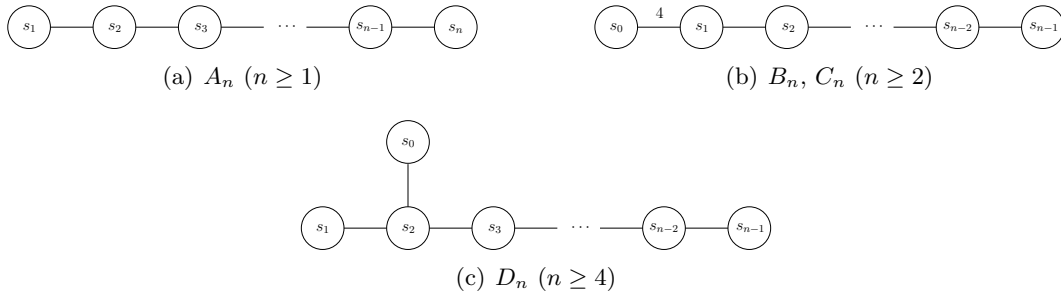 s₁ s₂ s₃ ⋯ sₙ₋₁ sₙ
(a) Aₙ (n ≥ 1)
4
s₀ s₁ s₂ ⋯ sₙ₋₂ sₙ₋₁
(b) Bₙ, Cₙ (n ≥ 2)
s₀
s₁ s₂ s₃ ⋯ sₙ₋₂ sₙ₋₁
(c) Dₙ (n ≥ 4)